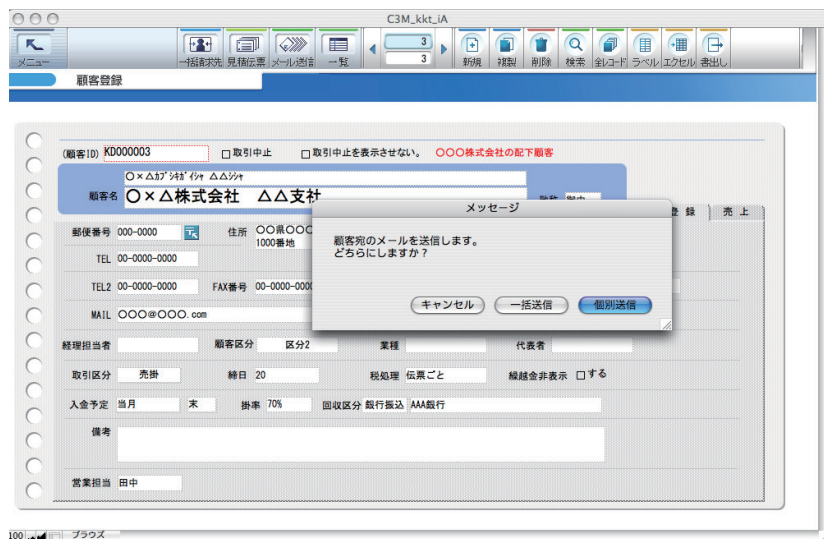 C3M_kkt_iA
メニュー 一括請求先 見積伝票 メール送信 一覧 3 3 新規 複製 削除 検索 全レコード ラベル エクセル 書出し
顧客登録
(顧客ID) KD000003 取引中止 取引中止を表示させない。 〇〇〇株式会社の配下顧客
〇×△カブシキガイシャ △△シシャ
顧客名 〇×△株式会社 △△支社
登 録 売 上
メッセージ
顧客宛のメールを送信します。
どちらにしますか?
キャンセル 一括送信 個別送信
郵便番号 000-0000 住所 〇〇県〇〇〇
1000番地
TEL 00-0000-0000
TEL2 00-0000-0000 FAX番号 00-0000-0000
MAIL 〇〇〇@〇〇〇.com
経理担当者 顧客区分 区分2 業種 代表者
取引区分 売掛 締日 20 税処理 伝票ごと 繰越金非表示 する
入金予定 当月 末 掛率 70% 回収区分 銀行振込 AAA銀行
備考
営業担当 田中
100 ブラウズ